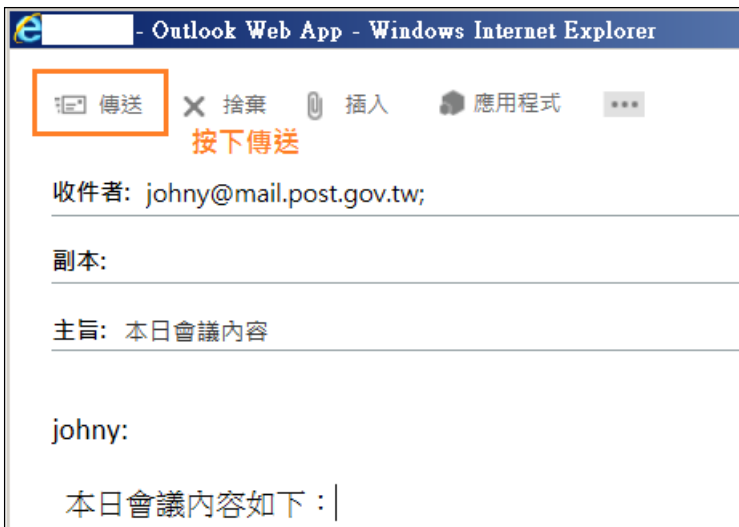 - Outlook Web App - Windows Internet Explorer
傳送 捨棄 插入 應用程式 •••
按下傳送
收件者: johny@mail.post.gov.tw;
副本:
主旨: 本日會議內容
johny:
本日會議內容如下：